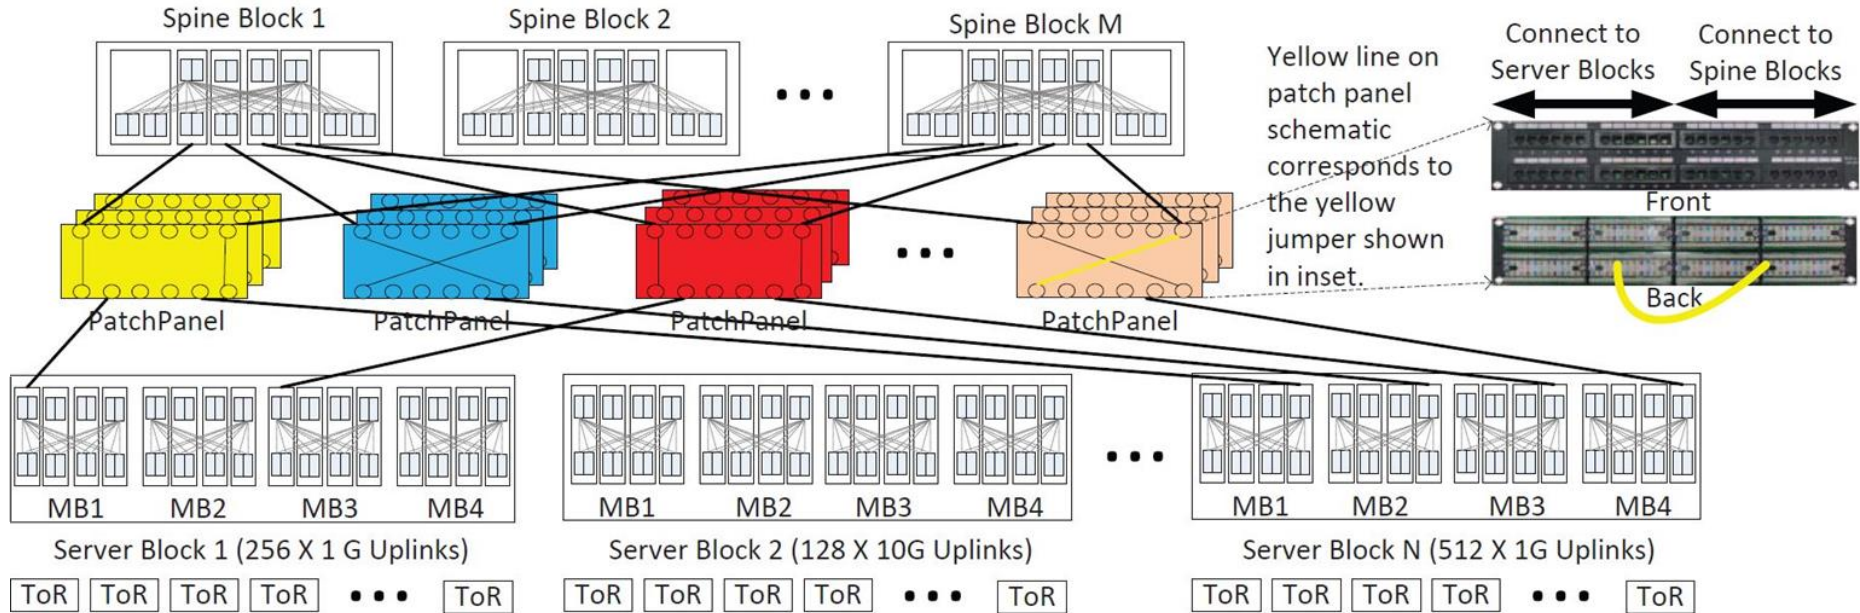 Spine Block 1
Spine Block 2
Spine Block M
Yellow line on
patch panel
schematic
corresponds to
the yellow
jumper shown
in inset.
Connect to
Server Blocks
Connect to
Spine Blocks
Front
Back
PatchPanel
PatchPanel
PatchPanel
PatchPanel
MB1 MB2 MB3 MB4
MB1 MB2 MB3 MB4
MB1 MB2 MB3 MB4
Server Block 1 (256 X 1 G Uplinks)
Server Block 2 (128 X 10G Uplinks)
Server Block N (512 X 1G Uplinks)
ToR ToR ToR ToR ToR
ToR ToR ToR ToR ToR
ToR ToR ToR ToR ToR